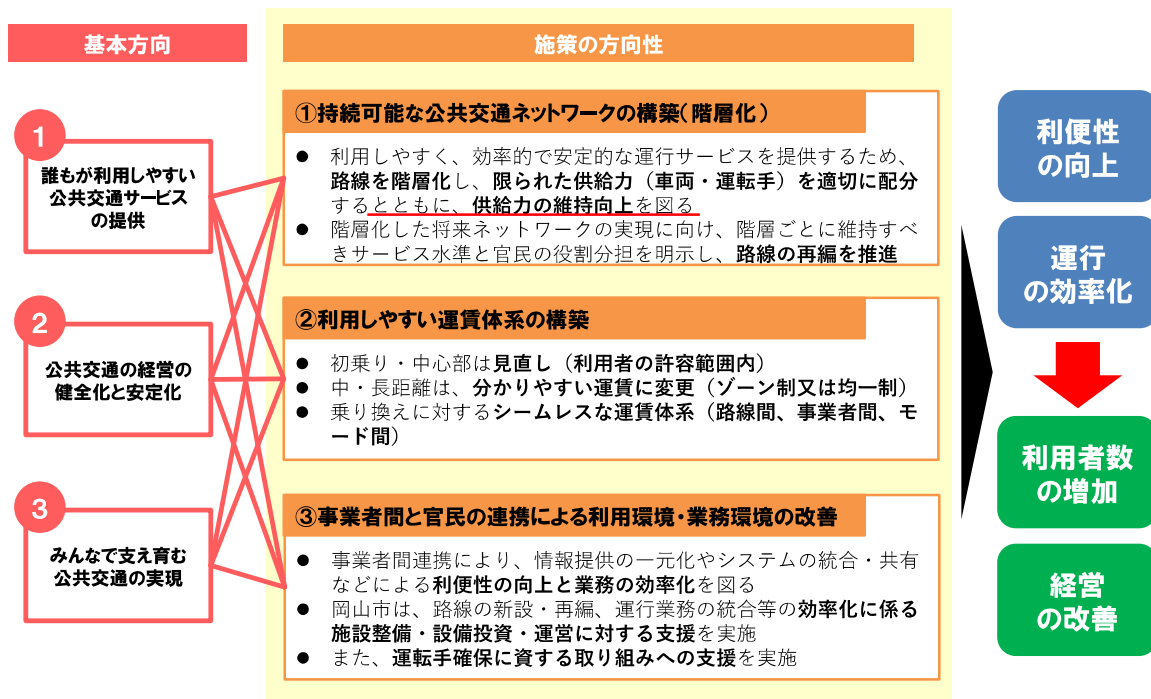 基本方向
施策の方向性
1
誰もが利用しやすい
公共交通サービス
の提供
2
公共交通の経営の
健全化と安定化
3
みんなで支え育む
公共交通の実現
①持続可能な公共交通ネットワークの構築（階層化）
● 利用しやすく、効率的で安定的な運行サービスを提供するため、
路線を階層化し、限られた供給力（車両・運転手）を適切に配分
するとともに、供給力の維持向上を図る
● 階層化した将来ネットワークの実現に向け、階層ごとに維持すべ
きサービス水準と官民の役割分担を明示し、路線の再編を推進
②利用しやすい運賃体系の構築
● 初乗り・中心部は見直し（利用者の許容範囲内）
● 中・長距離は、分かりやすい運賃に変更（ゾーン制又は均一制）
● 乗り換えに対するシームレスな運賃体系（路線間、事業者間、モ
ード間）
③事業者間と官民の連携による利用環境・業務環境の改善
● 事業者間連携により、情報提供の一元化やシステムの統合・共有
などによる利便性の向上と業務の効率化を図る
● 岡山市は、路線の新設・再編、運行業務の統合等の効率化に係る
施設整備・設備投資・運営に対する支援を実施
● また、運転手確保に資する取り組みへの支援を実施
利便性
の向上
運行
の効率化
利用者数
の増加
経営
の改善